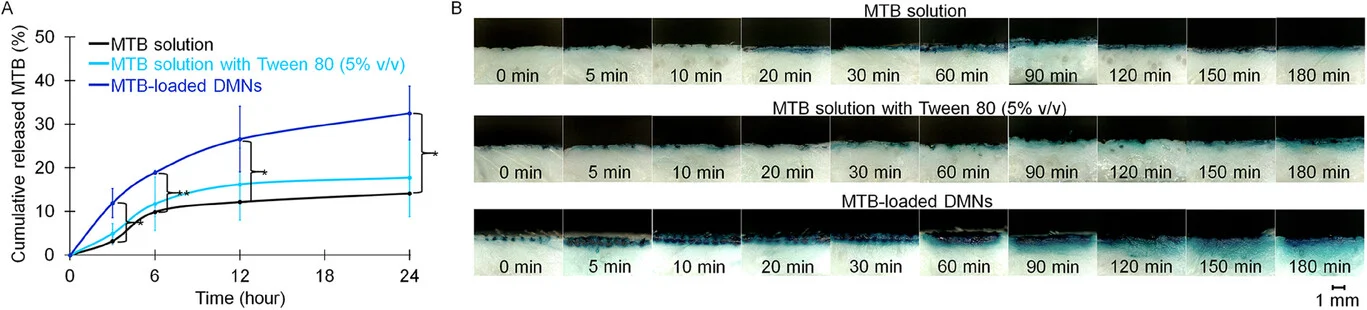 A
Cumulative released MTB (%)
50
40
30
20
10
0
MTB solution
MTB solution with Tween 80 (5% v/v)
MTB-loaded DMNs
*
**
*
*
0 6 12 18 24
Time (hour)
B
MTB solution
0 min 5 min 10 min 20 min 30 min 60 min 90 min 120 min 150 min 180 min
MTB solution with Tween 80 (5% v/v)
0 min 5 min 10 min 20 min 30 min 60 min 90 min 120 min 150 min 180 min
MTB-loaded DMNs
0 min 5 min 10 min 20 min 30 min 60 min 90 min 120 min 150 min 180 min
1 mm